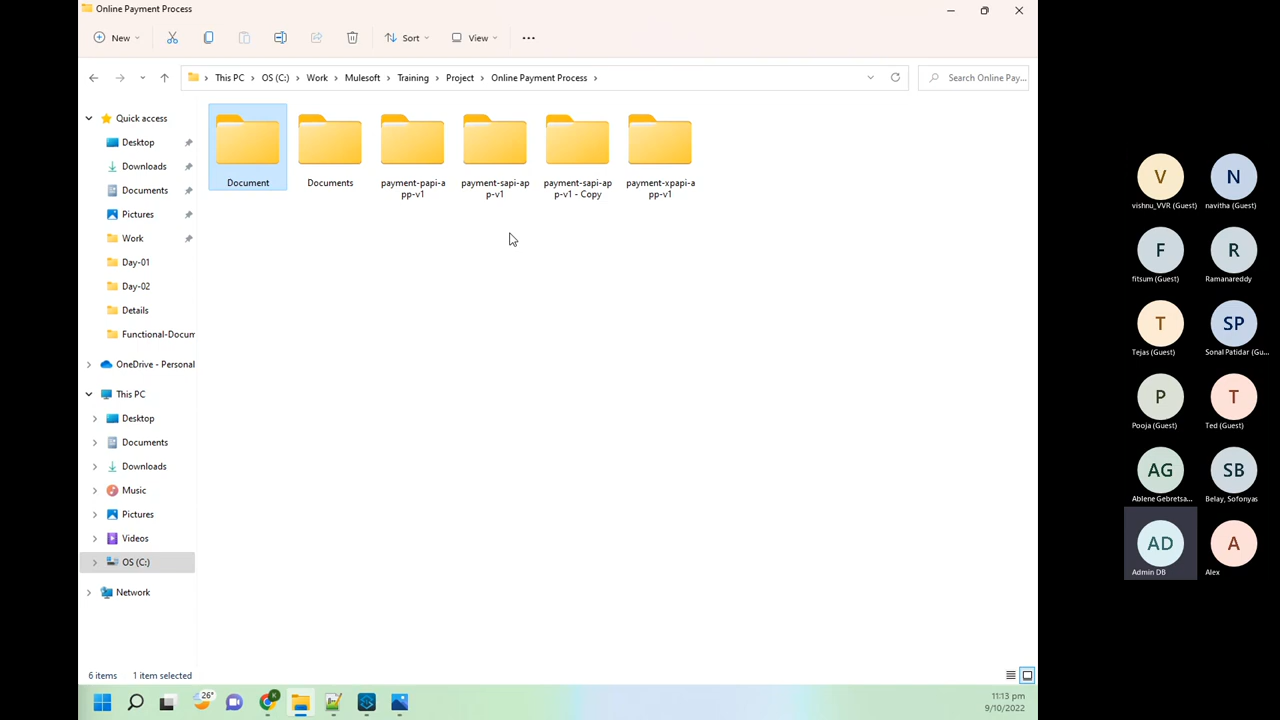 Online Payment Process
New
Sort
View
This PC
OS (C:)
Work
Mulesoft
Training
Project
Online Payment Process
Search Online Pay...
Quick access
Desktop
Downloads
Documents
Pictures
Work
Day-01
Day-02
Details
Functional-Docum
OneDrive - Personal
This PC
Desktop
Documents
Downloads
Music
Pictures
Videos
OS (C:)
Network
Document
Documents
payment-papi-a
pp-v1
payment-sapi-ap
p-v1
payment-sapi-ap
p-v1 - Copy
payment-xpapi-a
pp-v1
6 items
1 item selected
26°
K
11:13 pm
9/10/2022
V
vishnu_VVR (Guest)
N
navitha (Guest)
F
fitsum (Guest)
R
Ramanareddy
T
Tejas (Guest)
SP
Sonal Patidar (Gu...
P
Pooja (Guest)
T
Ted (Guest)
AG
Ablene Gebretsa...
SB
Belay, Sofonyas
AD
Admin DB
A
Alex